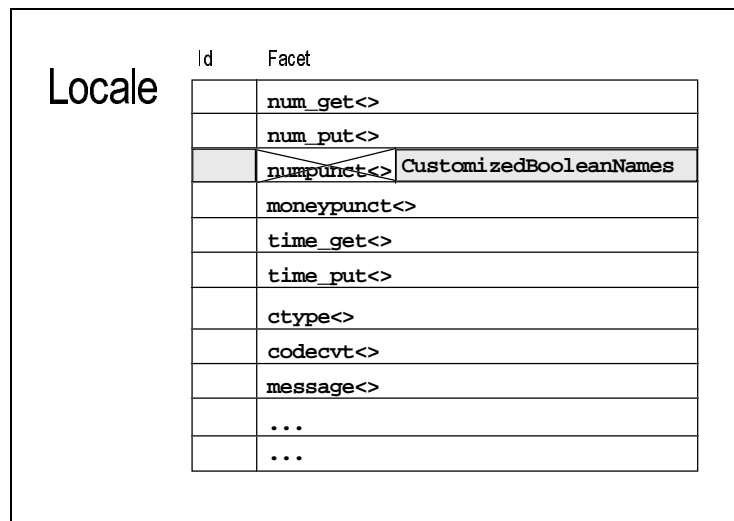 Locale
Id Facet
num_get<>
num_put<>
numpunct<> CustomizedBooleanNames
moneypunct<>
time_get<>
time_put<>
ctype<>
codecvt<>
message<>
...
...